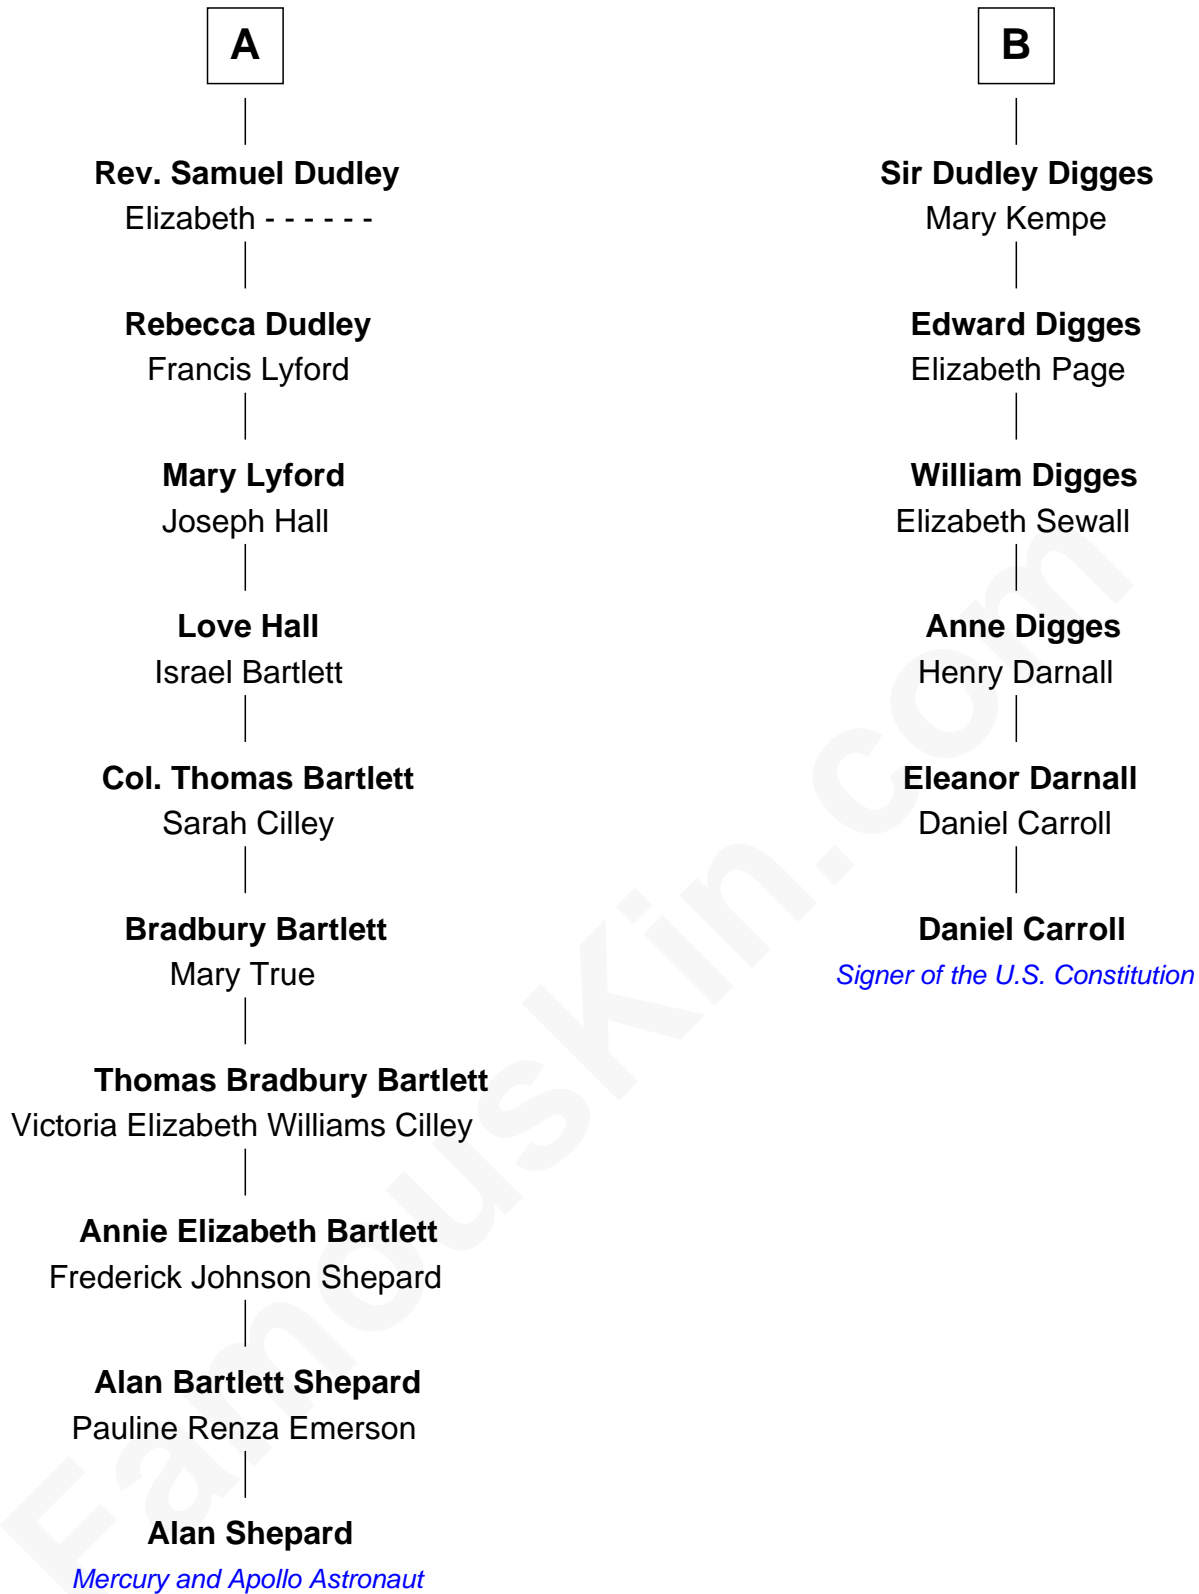 A
Rev. Samuel Dudley
Elizabeth - - - - - -
Rebecca Dudley
Francis Lyford
Mary Lyford
Joseph Hall
Love Hall
Israel Bartlett
Col. Thomas Bartlett
Sarah Cilley
Bradbury Bartlett
Mary True
Thomas Bradbury Bartlett
Victoria Elizabeth Williams Cilley
Annie Elizabeth Bartlett
Frederick Johnson Shepard
Alan Bartlett Shepard
Pauline Renza Emerson
Alan Shepard
Mercury and Apollo Astronaut
B
Sir Dudley Digges
Mary Kempe
Edward Digges
Elizabeth Page
William Digges
Elizabeth Sewall
Anne Digges
Henry Darnall
Eleanor Darnall
Daniel Carroll
Daniel Carroll
Signer of the U.S. Constitution
FamousKin.com